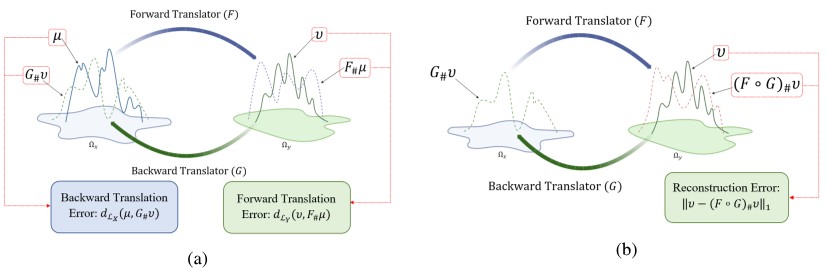 Forward Translator (F)
μ
υ
G#υ
F#μ
Ωx
Ωy
Backward Translator (G)
Backward Translation
Error: dℒX(μ, G#υ)
Forward Translation
Error: dℒY(υ, F#μ)
(a)
Forward Translator (F)
υ
G#υ
(F ∘ G)#υ
Ωx
Ωy
Backward Translator (G)
Reconstruction Error:
‖υ − (F ∘ G)#υ‖1
(b)